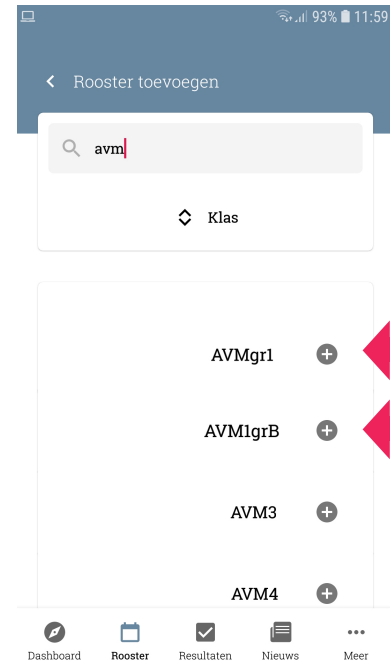 93% 11:59
Rooster toevoegen
avm
Klas
AVMgr1
AVM1grB
AVM3
AVM4
Dashboard Rooster Resultaten Nieuws Meer